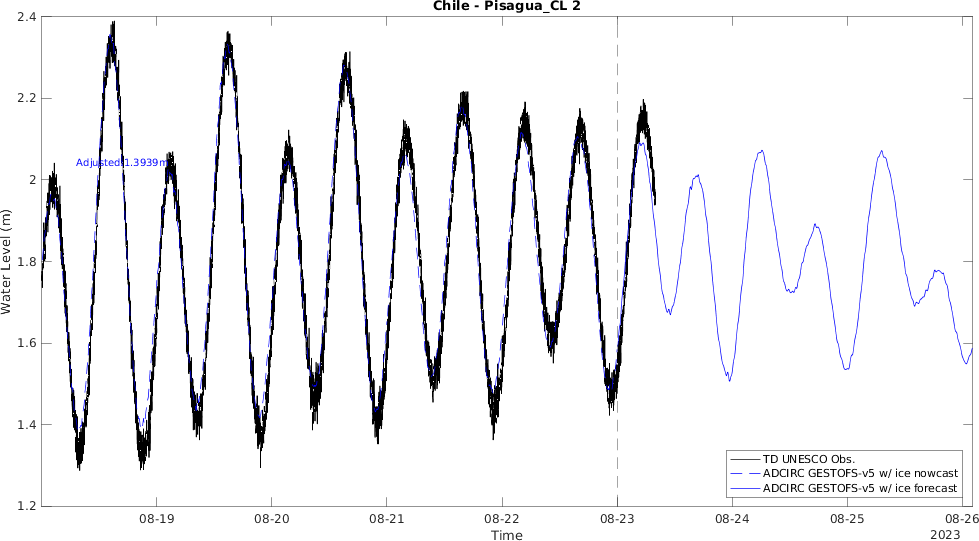 Chile - Pisagua_CL 2
2.4
2.2
2
1.8
1.6
1.4
1.2
Water Level (m)
Adjusted:1.3939m
TD UNESCO Obs.
ADCIRC GESTOFS-v5 w/ ice nowcast
ADCIRC GESTOFS-v5 w/ ice forecast
08-19 08-20 08-21 08-22 08-23 08-24 08-25 08-26
Time 2023